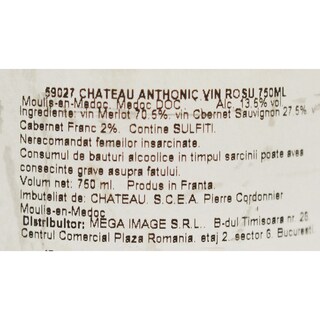 59027 CHATEAU ANTHONIC VIN ROSU 750ML
Moulis-en-Medoc, Medoc DOC. Alc. 13.5% vol.
Ingrediente: vin Merlot 70.5%, vin Cbernet Sauvignon 27.5%
Cabernet Franc 2%. Contine SULFITI.
Nerecomandat femeilor insarcinate.
Consumul de bauturi alcoolice in timpul sarcinii poate avea
consecinte grave asupra fatului.
Volum net: 750 ml. Produs in Franta.
Imbuteliat de: CHATEAU. S.C.E.A. Pierre Cordonnier
Moulis-en-Medoc
Distribuitor: MEGA IMAGE S.R.L., B-dul Timisoara nr. 26
Centrul Comercial Plaza Romania, etaj 2, sector 6, Bucuresti